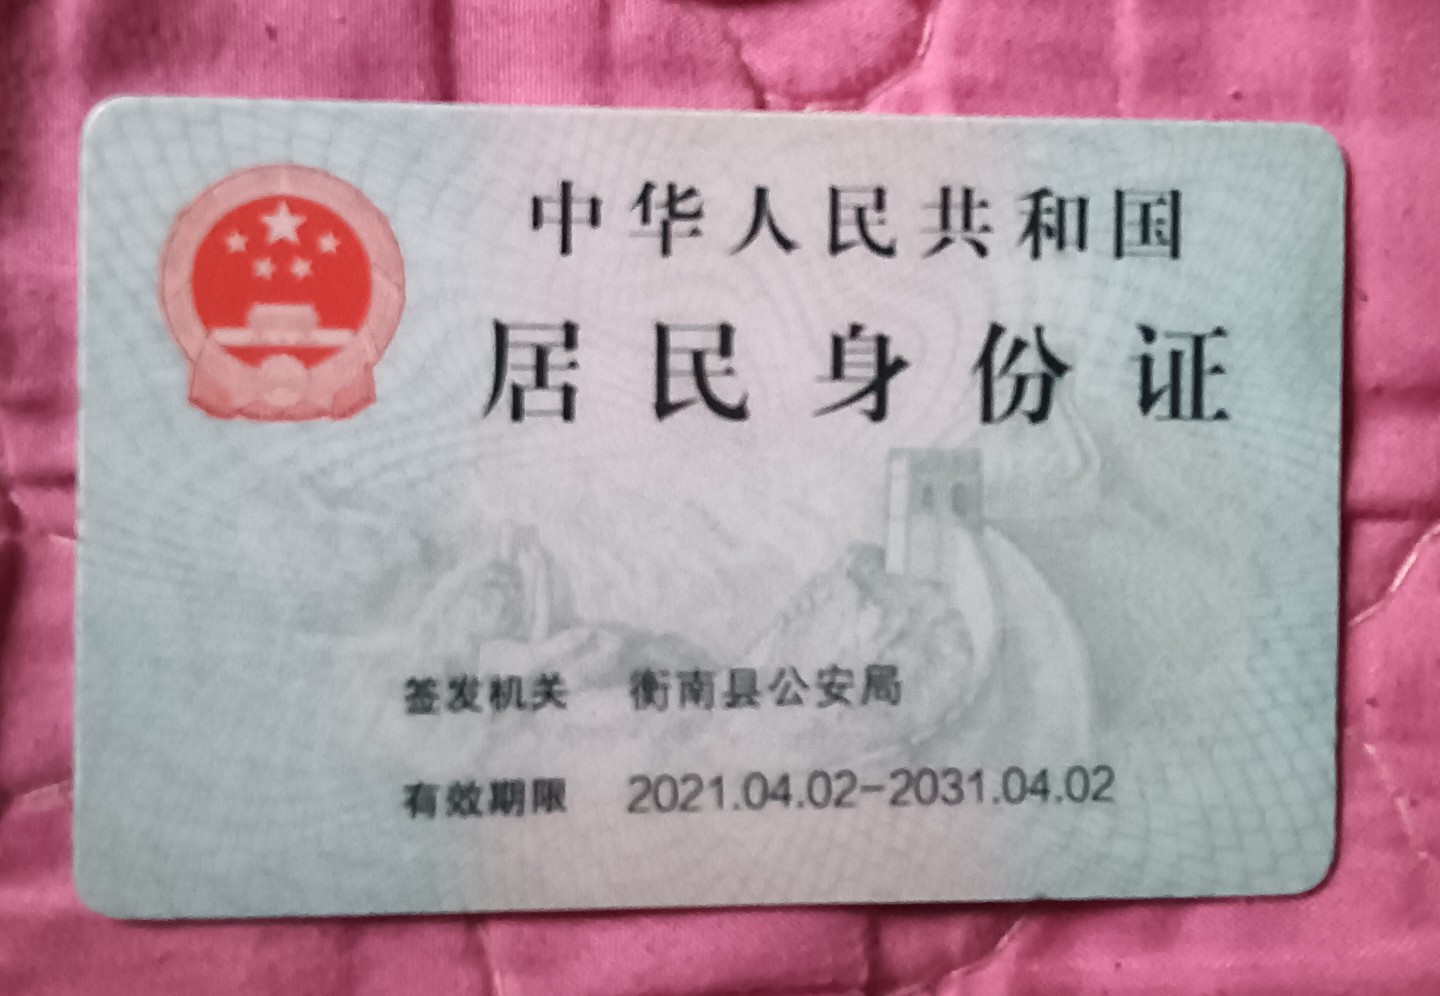 中华人民共和国
居民身份证
签发机关 衡南县公安局
有效期限 2021.04.02-2031.04.02